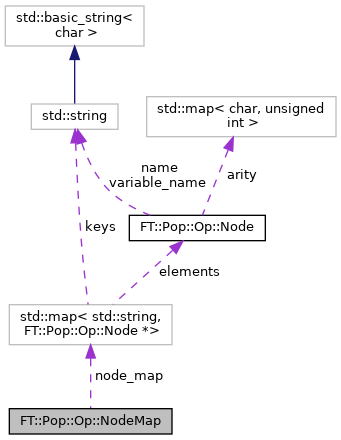 std::basic_string<
char >
std::string
std::map< char, unsigned
int >
name
variable_name
arity
keys
FT::Pop::Op::Node
elements
std::map< std::string,
FT::Pop::Op::Node *>
node_map
FT::Pop::Op::NodeMap